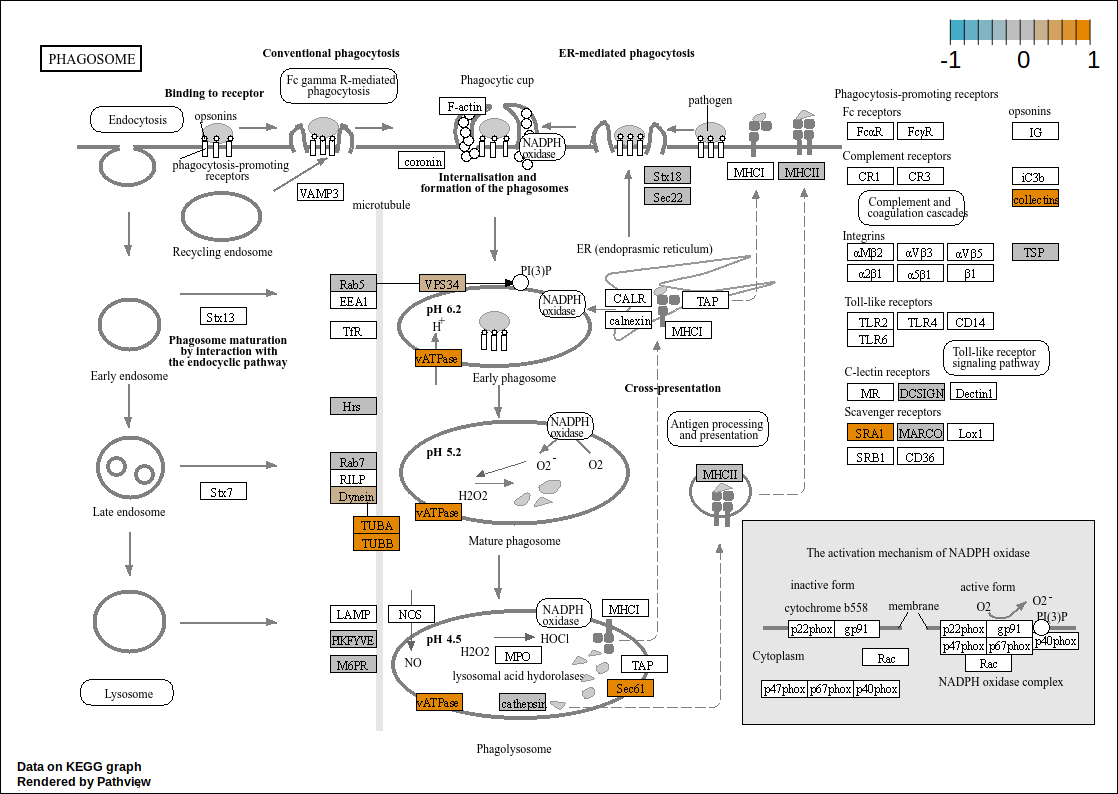 PHAGOSOME
-1
0
1
Conventional phagocytosis
ER-mediated phagocytosis
Fc gamma R-mediated
phagocytosis
Phagocytic cup
Binding to receptor
opsonins
Endocytosis
F-actin
pathogen
NADPH
oxidase
coronin
phagocytosis-promoting
receptors
VAMP3
Internalisation and
formation of the phagosomes
Stx18
Sec22
MHCI
MHCII
microtubule
Recycling endosome
ER (endoprasmic reticulum)
Phagocytosis-promoting receptors
Fc receptors
opsonins
FcαR
FcγR
IG
Complement receptors
CR1
CR3
iC3b
collectins
Complement and
coagulation cascades
Integrins
αMβ2
αVβ3
αVβ5
TSP
α2β1
α5β1
β1
Toll-like receptors
TLR2
TLR4
CD14
TLR6
Toll-like receptor
signaling pathway
C-lectin receptors
MR
DCSIGN
Dectin1
Scavenger receptors
SRA1
MARCO
Lox1
SRB1
CD36
Rab5
VPS34
PI(3)P
EEA1
TfR
Stx13
pH 6.2
H+
NADPH
oxidase
vATPase
Early phagosome
CALR
calnexin
TAP
MHCI
Phagosome maturation
by interaction with
the endocyclic pathway
Early endosome
Cross-presentation
Hrs
NADPH
oxidase
Antigen processing
and presentation
pH 5.2
O2-
O2
H2O2
Rab7
RILP
Dynein
TUBA
TUBB
vATPase
Mature phagosome
MHCII
Stx7
Late endosome
LAMP
PIKFYVE
M6PR
NOS
NO
NADPH
oxidase
MHCI
pH 4.5
HOCl
H2O2
MPO
lysosomal acid hydorolases
TAP
Sec61
vATPase
cathepsin
Phagolysosome
Lysosome
The activation mechanism of NADPH oxidase
inactive form
active form
cytochrome b558
membrane
O2
O2-
PI(3)P
p22phox
gp91
p22phox
gp91
p47phox
p67phox
p40phox
Cytoplasm
Rac
Rac
p47phox
p67phox
p40phox
NADPH oxidase complex
Data on KEGG graph
Rendered by Pathview